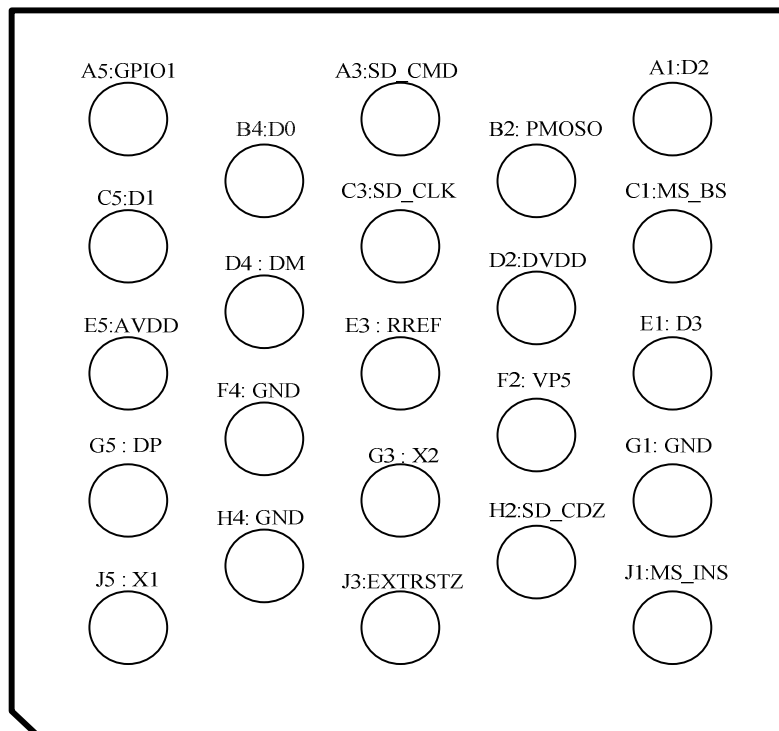 A5:GPIO1
A3:SD_CMD
A1:D2
B4:D0
B2: PMOSO
C5:D1
C3:SD_CLK
C1:MS_BS
D4 : DM
D2:DVDD
E5:AVDD
E3 : RREF
E1: D3
F4: GND
F2: VP5
G5 : DP
G3 : X2
G1: GND
H4: GND
H2:SD_CDZ
J5 : X1
J3:EXTRSTZ
J1:MS_INS